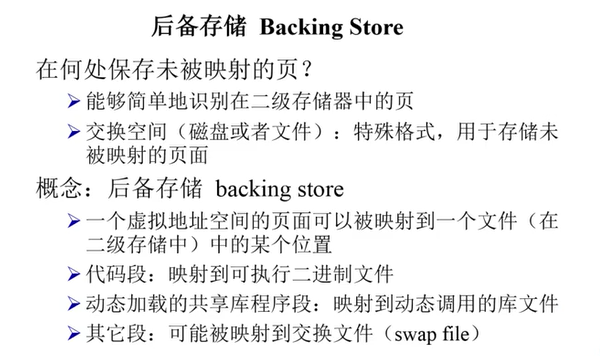 后备存储 Backing Store
在何处保存未被映射的页？
➢能够简单地识别在二级存储器中的页
➢交换空间（磁盘或者文件）：特殊格式，用于存储未
被映射的页面
概念：后备存储 backing store
➢一个虚拟地址空间的页面可以被映射到一个文件（在
二级存储中）中的某个位置
➢代码段：映射到可执行二进制文件
➢动态加载的共享库程序段：映射到动态调用的库文件
➢其它段：可能被映射到交换文件（swap file）